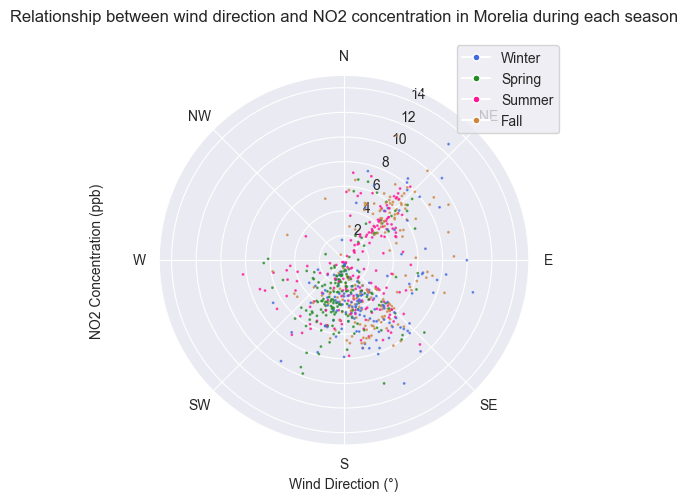 Relationship between wind direction and NO2 concentration in Morelia during each season
N
NW
NE
W
E
SW
SE
S
14
12
10
8
6
4
2
Winter
Spring
Summer
Fall
NO2 Concentration (ppb)
Wind Direction (°)